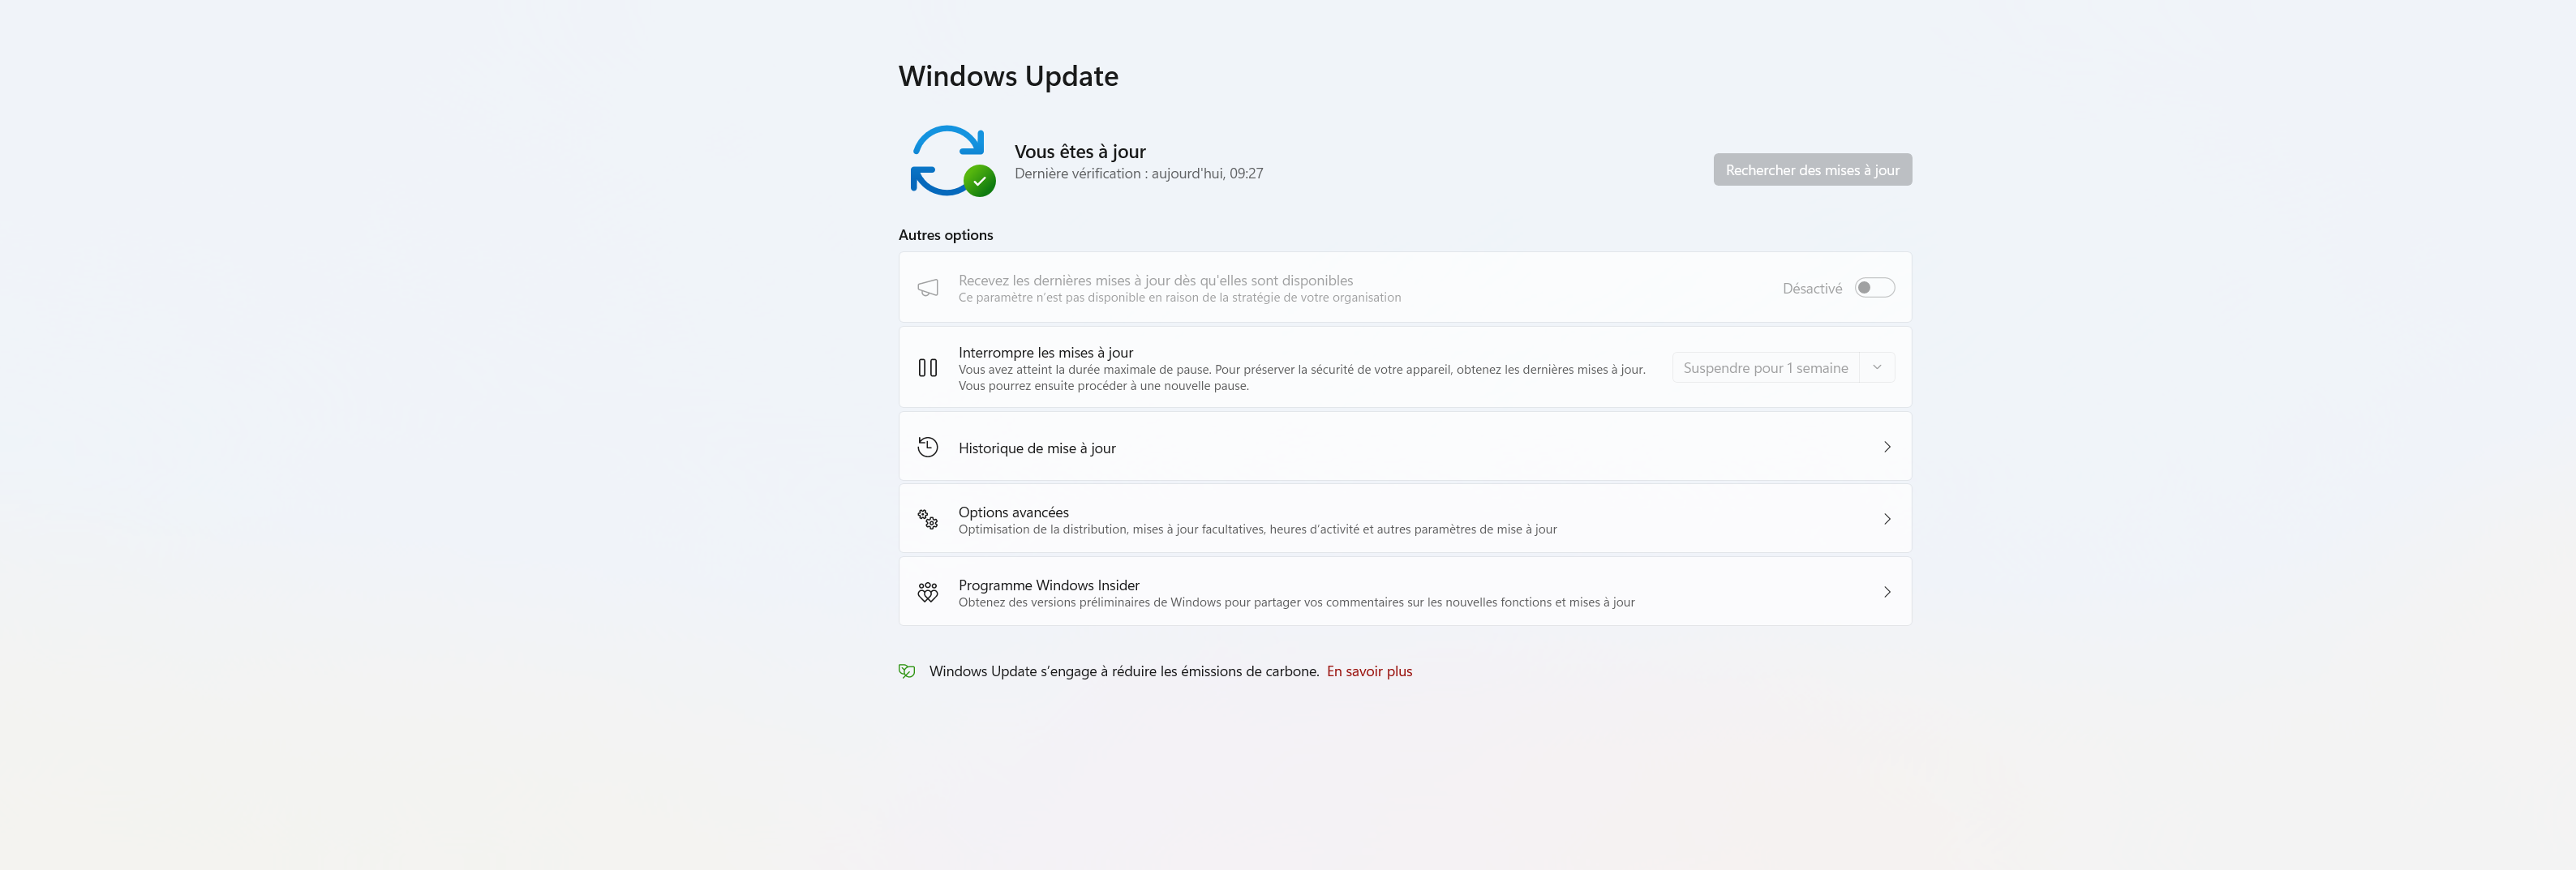 Windows Update
Vous êtes à jour
Dernière vérification : aujourd'hui, 09:27
Rechercher des mises à jour
Autres options
Recevez les dernières mises à jour dès qu'elles sont disponibles
Ce paramètre n'est pas disponible en raison de la stratégie de votre organisation
Désactivé
Interrompre les mises à jour
Vous avez atteint la durée maximale de pause. Pour préserver la sécurité de votre appareil, obtenez les dernières mises à jour.
Vous pourrez ensuite procéder à une nouvelle pause.
Suspendre pour 1 semaine
Historique de mise à jour
Options avancées
Optimisation de la distribution, mises à jour facultatives, heures d'activité et autres paramètres de mise à jour
Programme Windows Insider
Obtenez des versions préliminaires de Windows pour partager vos commentaires sur les nouvelles fonctions et mises à jour
Windows Update s'engage à réduire les émissions de carbone. En savoir plus